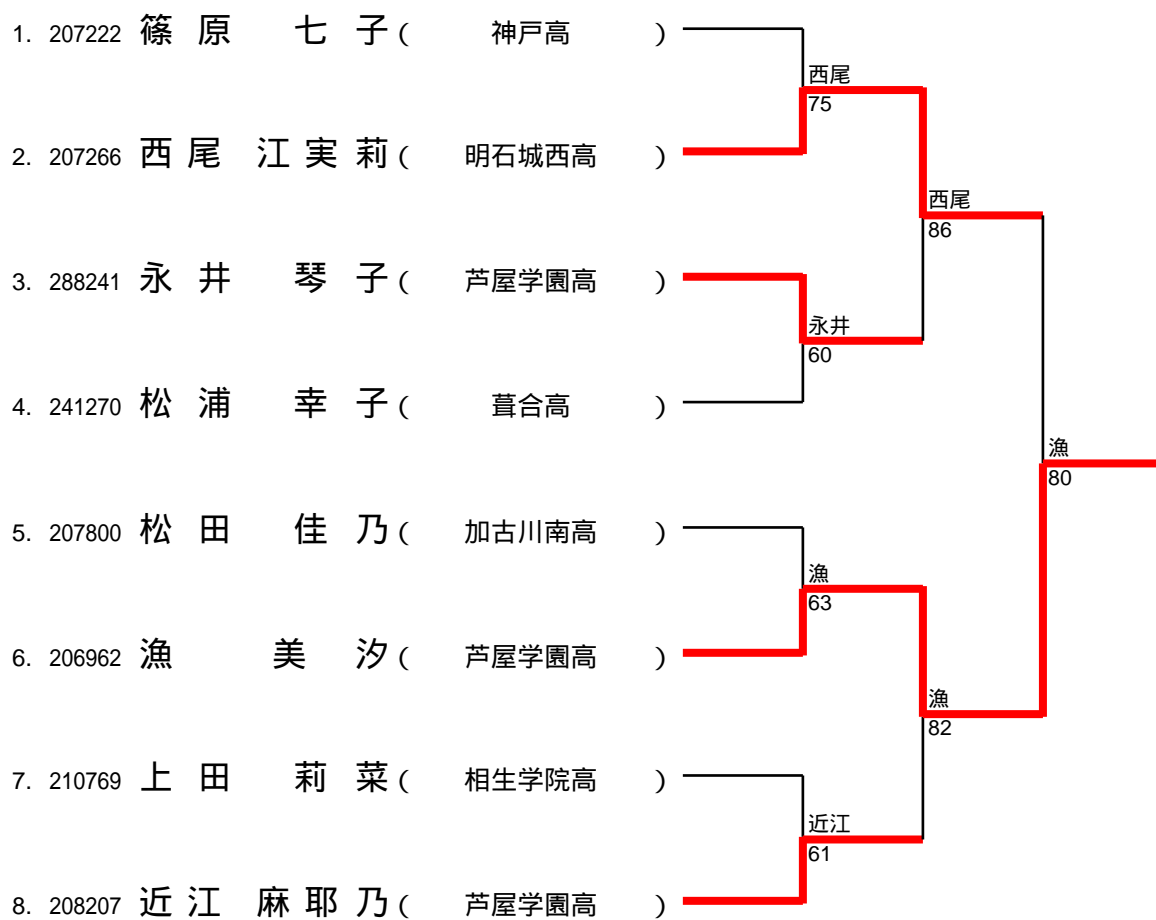 1. 207222 篠原 七子( 神戸高 )
西尾
75
2. 207266 西尾 江実莉( 明石城西高 )
西尾
86
3. 288241 永井 琴子( 芦屋学園高 )
永井
60
4. 241270 松浦 幸子( 葺合高 )
漁
80
5. 207800 松田 佳乃( 加古川南高 )
漁
63
6. 206962 漁 美汐( 芦屋学園高 )
漁
82
7. 210769 上田 莉菜( 相生学院高 )
近江
61
8. 208207 近江 麻耶乃( 芦屋学園高 )